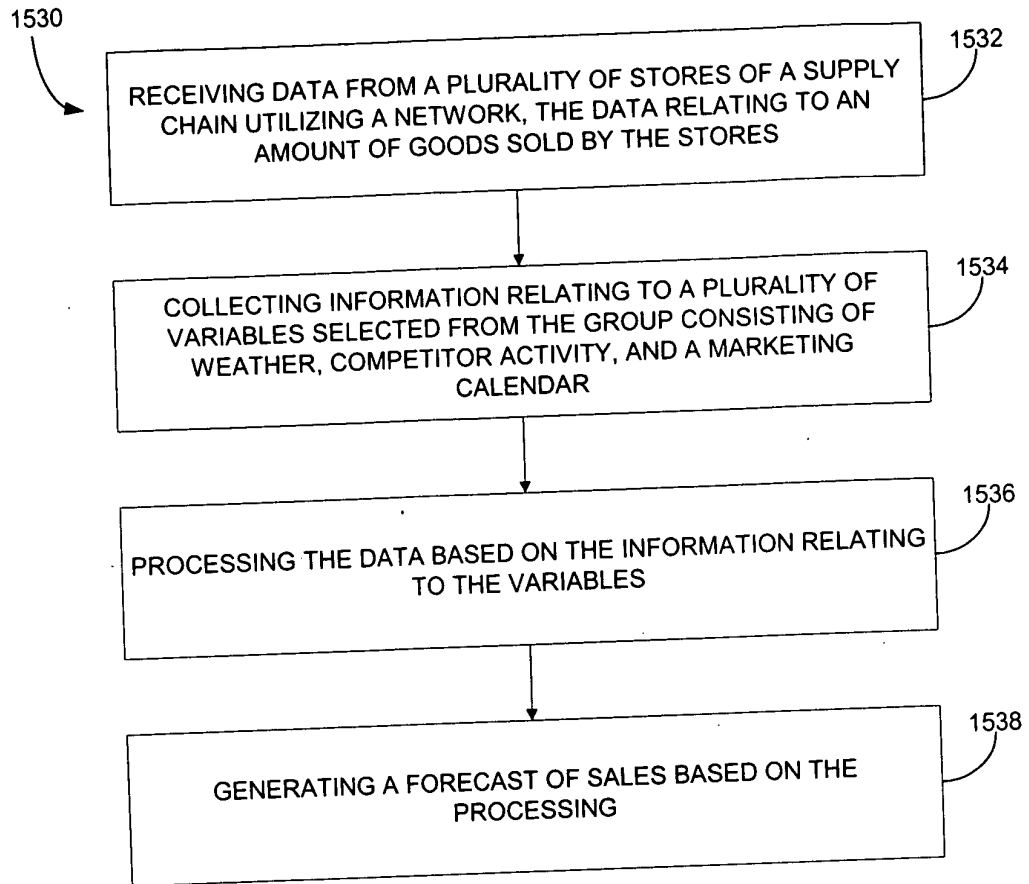 1530
1532
RECEIVING DATA FROM A PLURALITY OF STORES OF A SUPPLY
CHAIN UTILIZING A NETWORK, THE DATA RELATING TO AN
AMOUNT OF GOODS SOLD BY THE STORES
1534
COLLECTING INFORMATION RELATING TO A PLURALITY OF
VARIABLES SELECTED FROM THE GROUP CONSISTING OF
WEATHER, COMPETITOR ACTIVITY, AND A MARKETING
CALENDAR
1536
PROCESSING THE DATA BASED ON THE INFORMATION RELATING
TO THE VARIABLES
1538
GENERATING A FORECAST OF SALES BASED ON THE
PROCESSING